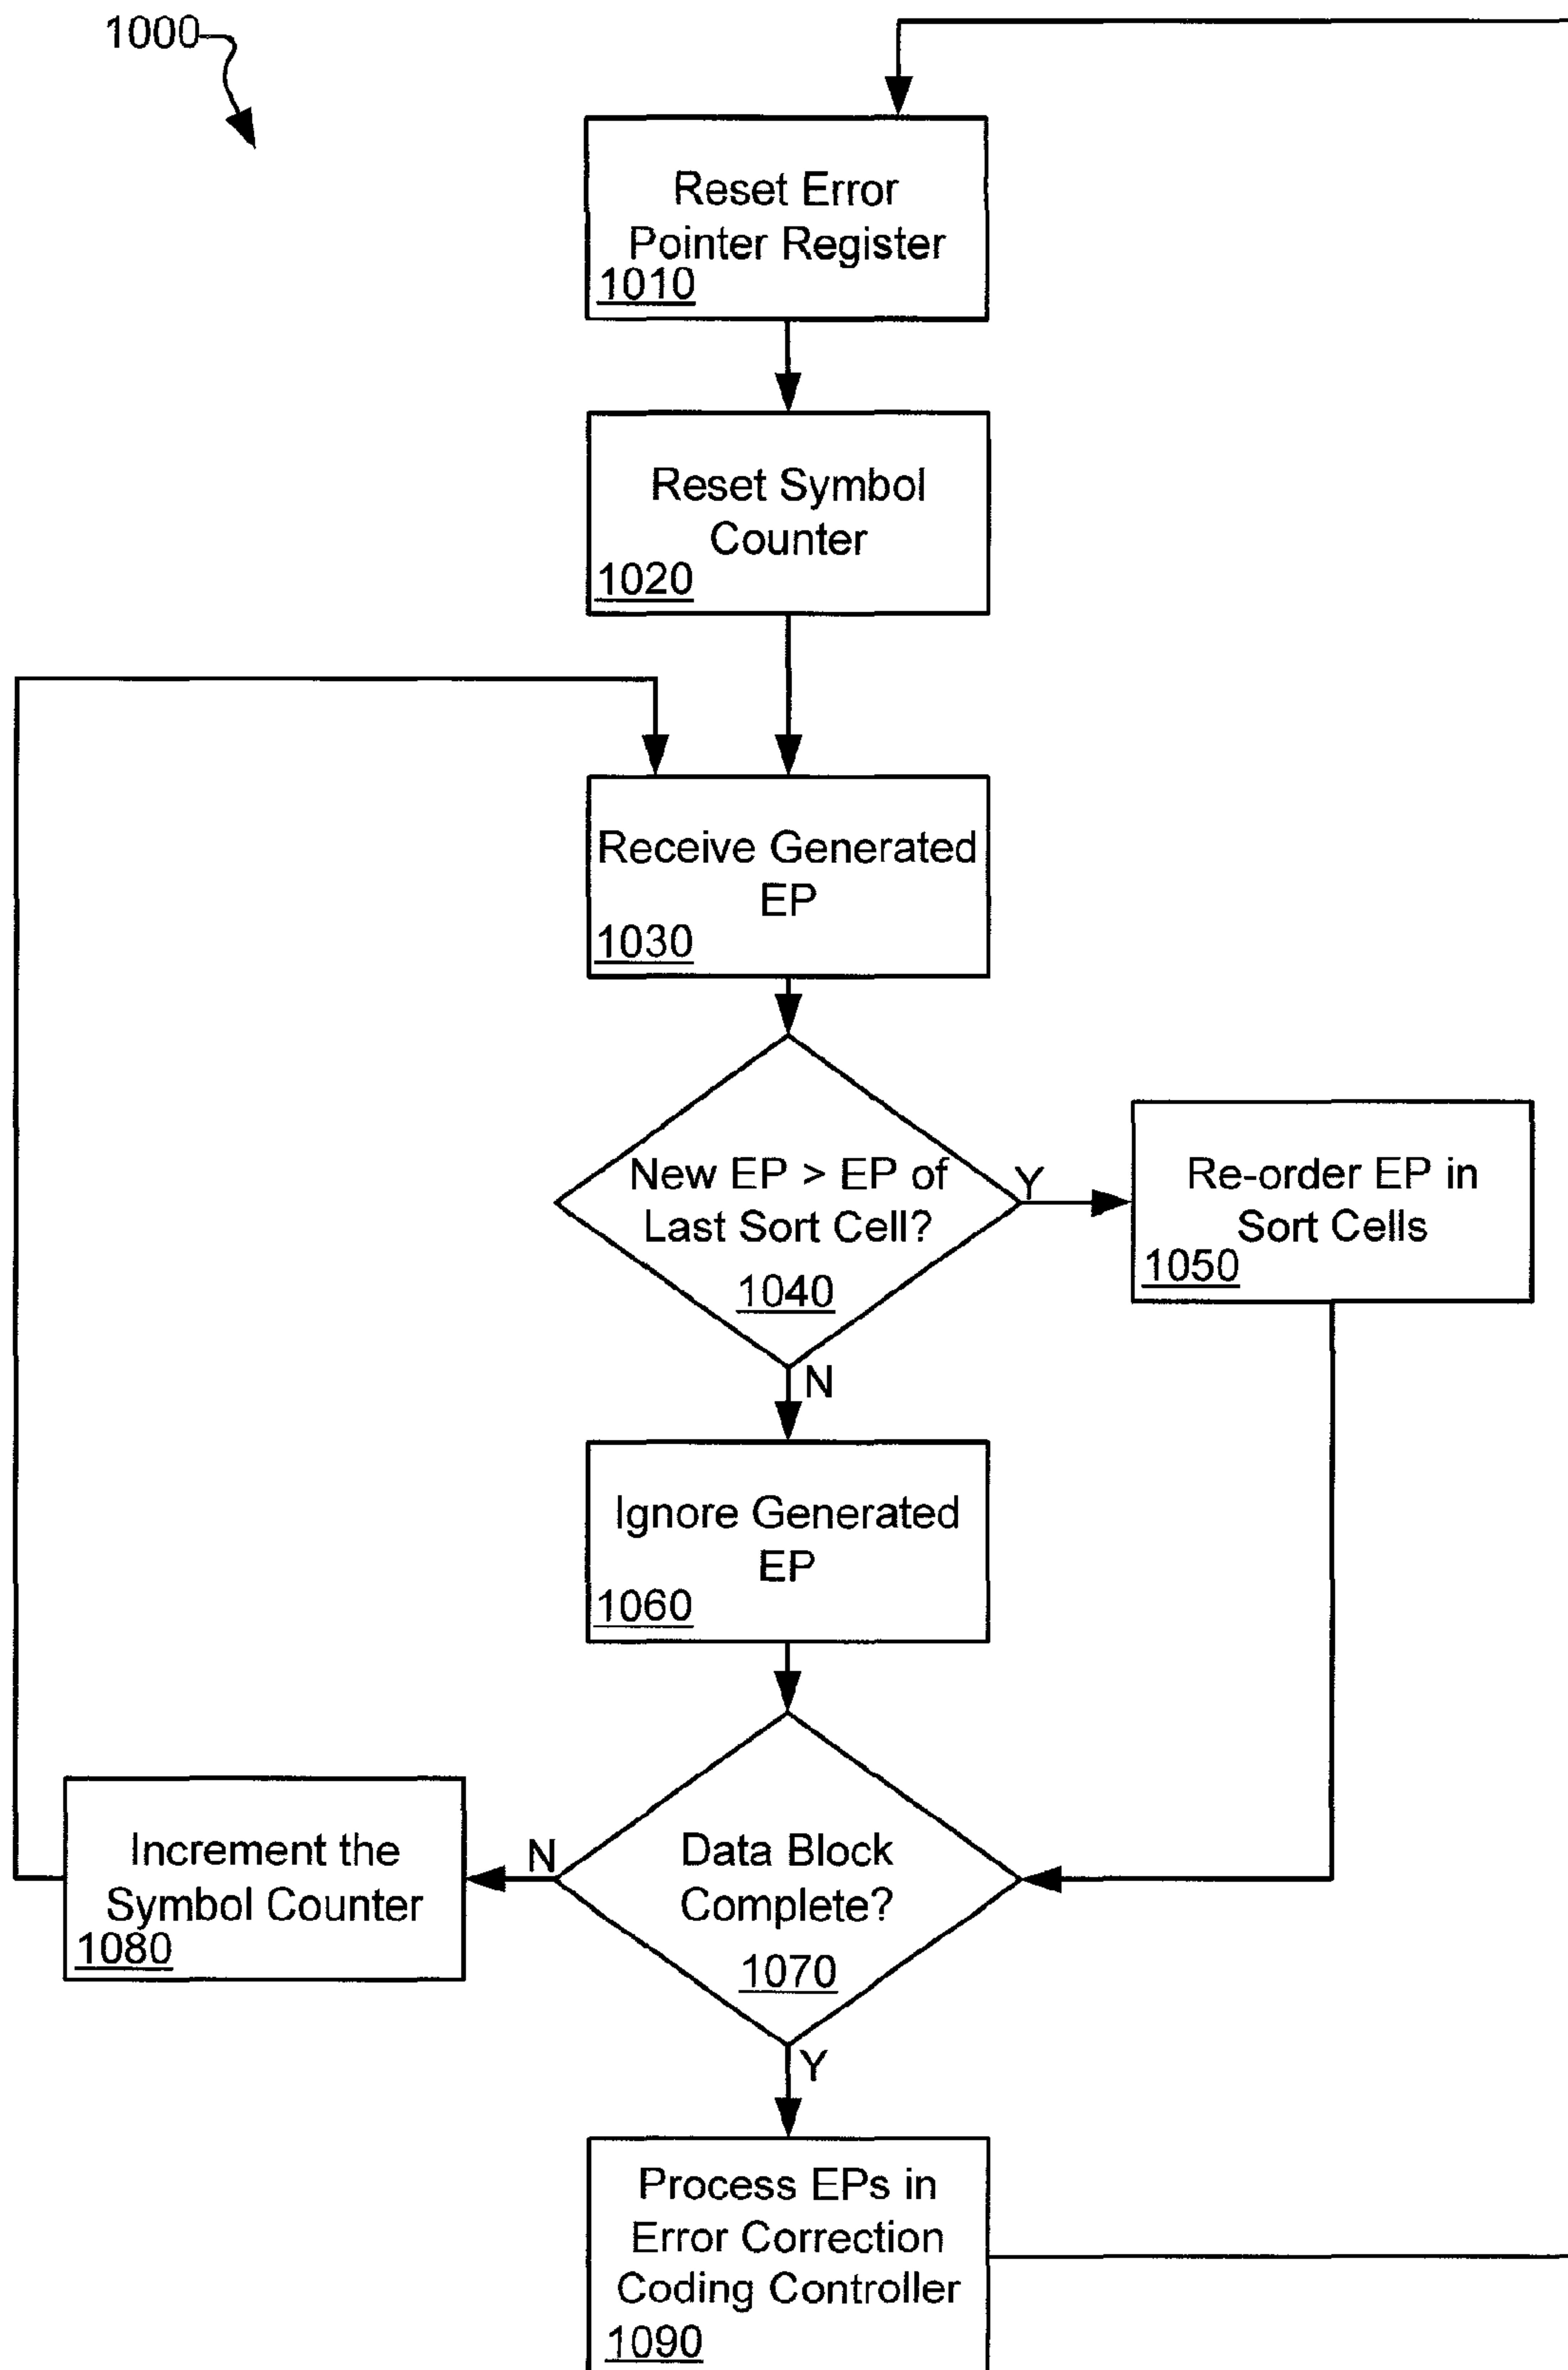 1000
Reset Error
Pointer Register
1010
Reset Symbol
Counter
1020
Receive Generated
EP
1030
New EP > EP of
Last Sort Cell?
1040
Y
N
Re-order EP in
Sort Cells
1050
Ignore Generated
EP
1060
Data Block
Complete?
1070
N
Y
Increment the
Symbol Counter
1080
Process EPs in
Error Correction
Coding Controller
1090